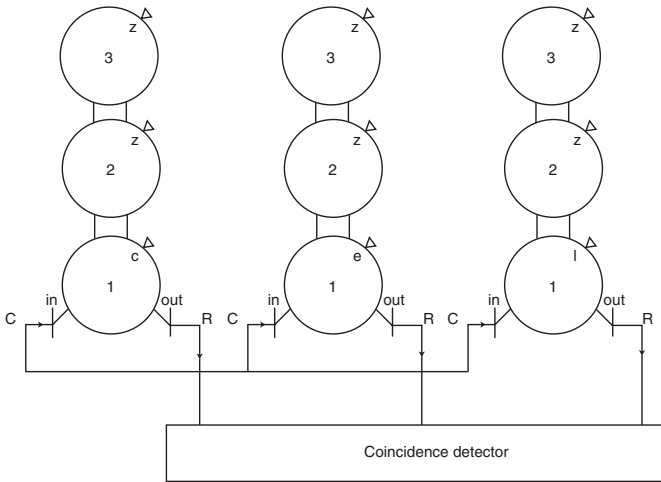 z z z
3 3 3
z z z
2 2 2
c e l
1 1 1
in out in out in out
C R C R C R
Coincidence detector